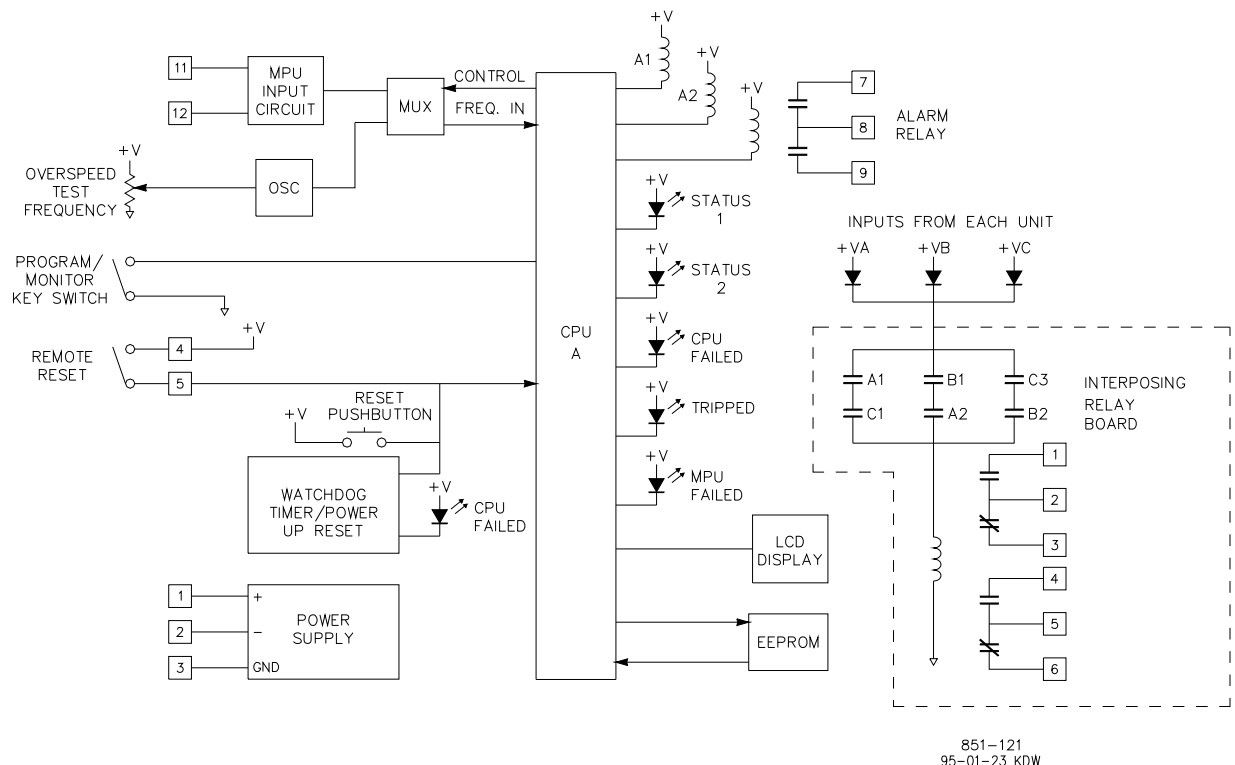 11
12
MPU
INPUT
CIRCUIT
MUX
CONTROL
FREQ. IN
OVERSPEED
TEST
FREQUENCY
+V
OSC
PROGRAM/
MONITOR
KEY SWITCH
REMOTE
RESET
4
5
+V
RESET
PUSHBUTTON
+V
WATCHDOG
TIMER/POWER
UP RESET
+V
CPU
FAILED
1
2
3
+
−
GND
POWER
SUPPLY
CPU
A
+V
A1
+V
A2
+V
7
8
9
ALARM
RELAY
+V
STATUS
1
+V
STATUS
2
+V
CPU
FAILED
+V
TRIPPED
+V
MPU
FAILED
LCD
DISPLAY
EEPROM
INPUTS FROM EACH UNIT
+VA
+VB
+VC
A1
B1
C3
C1
A2
B2
INTERPOSING
RELAY
BOARD
1
2
3
4
5
6
851-121
95-01-23 KDW